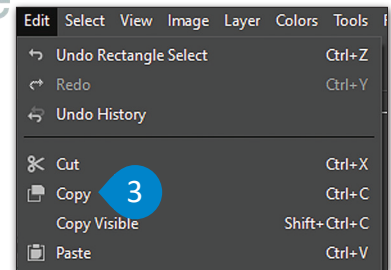 Edit Select View Image Layer Colors Tools
Undo Rectangle Select Ctrl+Z
Redo Ctrl+Y
Undo History
Cut Ctrl+X
Copy 3 Ctrl+C
Copy Visible Shift+Ctrl+C
Paste Ctrl+V